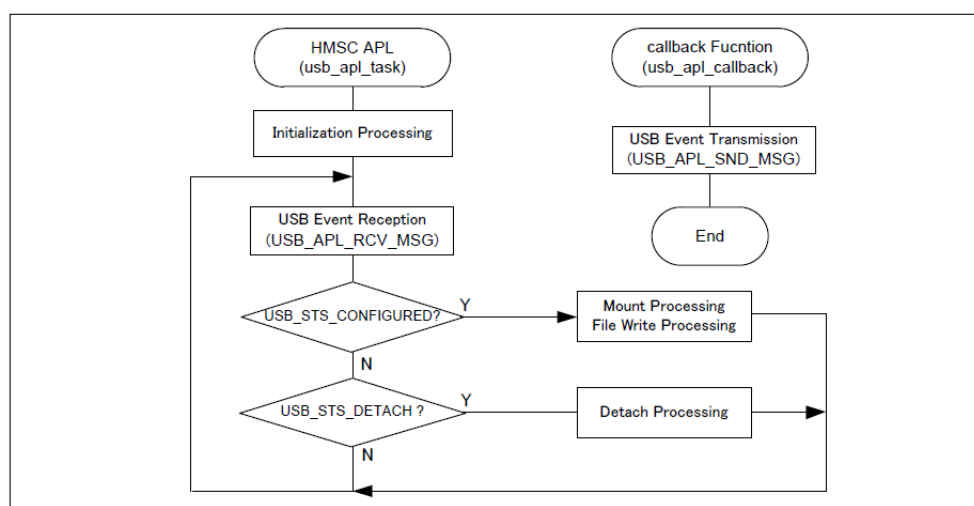 HMSC APL
(usb_apl_task)
Initialization Processing
USB Event Reception
(USB_APL_RCV_MSG)
USB_STS_CONFIGURED?
Y
Mount Processing
File Write Processing
N
USB_STS_DETACH ?
Y
Detach Processing
N
callback Fucntion
(usb_apl_callback)
USB Event Transmission
(USB_APL_SND_MSG)
End